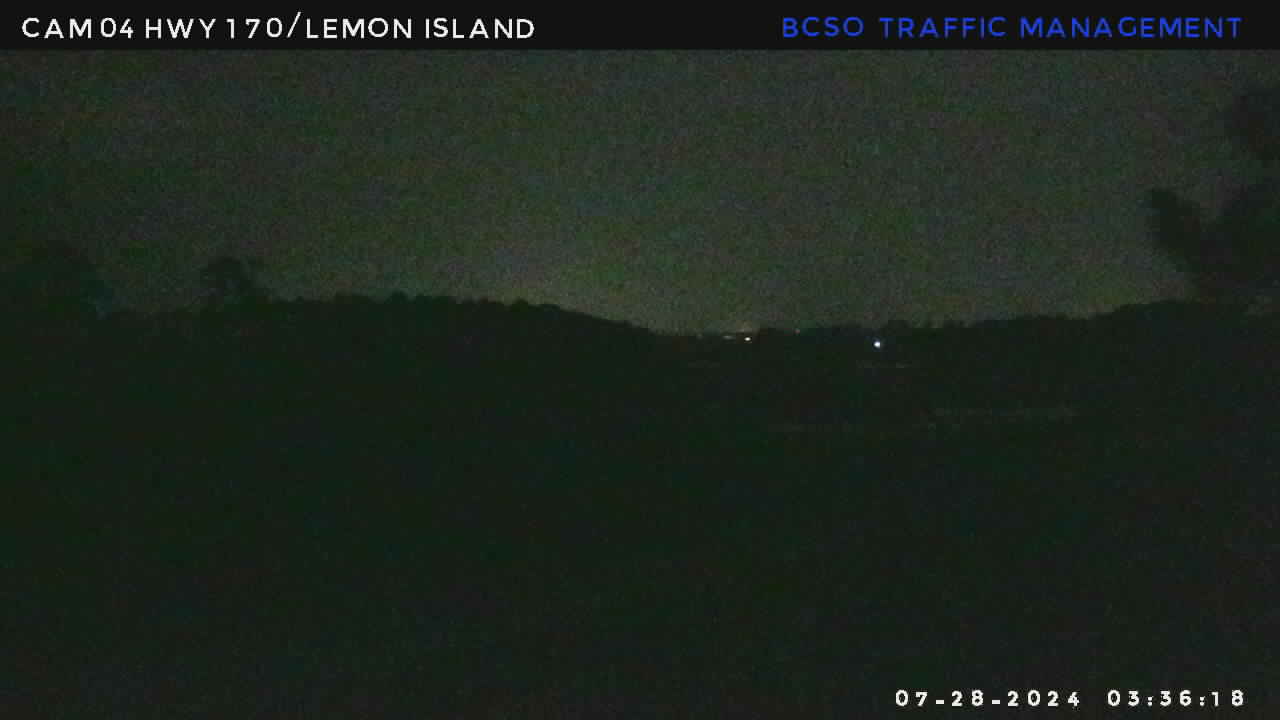 CAM04 HWY 170/LEMON ISLAND
BCSO TRAFFIC MANAGEMENT
07-28-2024 03:36:18